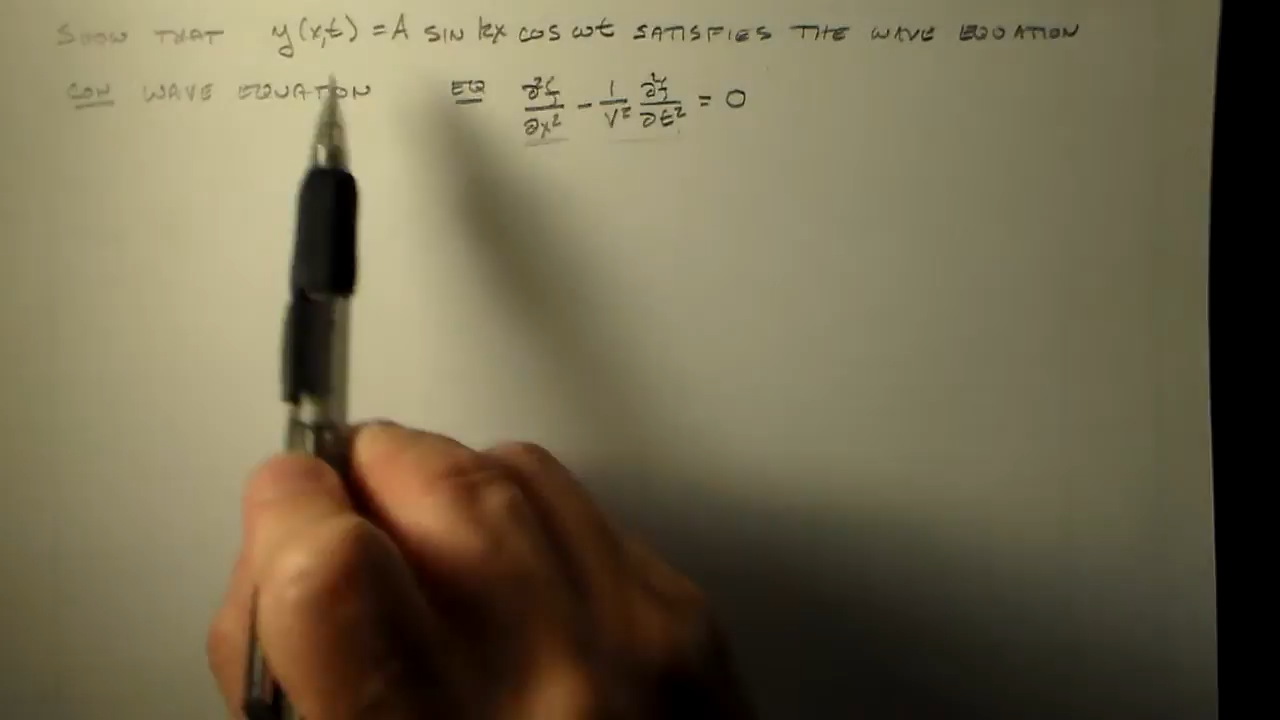 SHOW THAT y(x,t) = A SIN kx COS ωt SATISFIES THE WAVE EQUATION
CON WAVE EQUATION EQ ∂²y/∂x² - 1/v² ∂²y/∂t² = 0